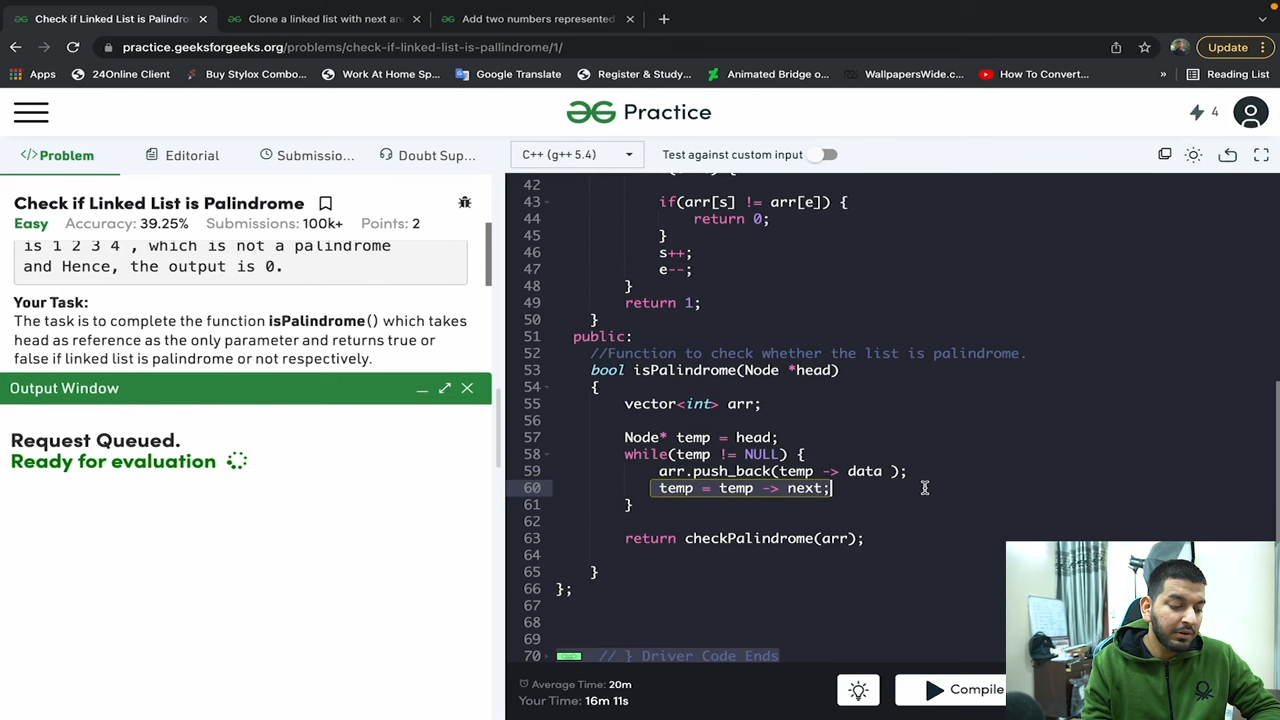 Check if Linked List is Palindro
Clone a linked list with next an
Add two numbers represented
practice.geeksforgeeks.org/problems/check-if-linked-list-is-pallindrome/1/
Update
Apps
24Online Client
Buy Stylox Combo...
Work At Home Sp...
Google Translate
Register & Study...
Animated Bridge o...
WallpapersWide.c...
How To Convert...
»
Reading List
Practice
4
</>Problem
Editorial
Submissio...
Doubt Sup...
C++ (g++ 5.4)
Test against custom input
Check if Linked List is Palindrome
Easy Accuracy: 39.25% Submissions: 100k+ Points: 2
is 1 2 3 4 , which is not a palindrome
and Hence, the output is 0.
Your Task:
The task is to complete the function isPalindrome() which takes
head as reference as the only parameter and returns true or
false if linked list is palindrome or not respectively.
Output Window
Request Queued.
Ready for evaluation
42
43 if(arr[s] != arr[e]) {
44 return 0;
45 }
46 s++;
47 e--;
48 }
49 return 1;
50 }
51 public:
52 //Function to check whether the list is palindrome.
53 bool isPalindrome(Node *head)
54 {
55 vector<int> arr;
56
57 Node* temp = head;
58 while(temp != NULL) {
59 arr.push_back(temp -> data );
60 temp = temp -> next;
61 }
62
63 return checkPalindrome(arr);
64
65 }
66 };
67
68
69
70 // } Driver Code Ends
Average Time: 20m
Your Time: 16m 11s
Compile